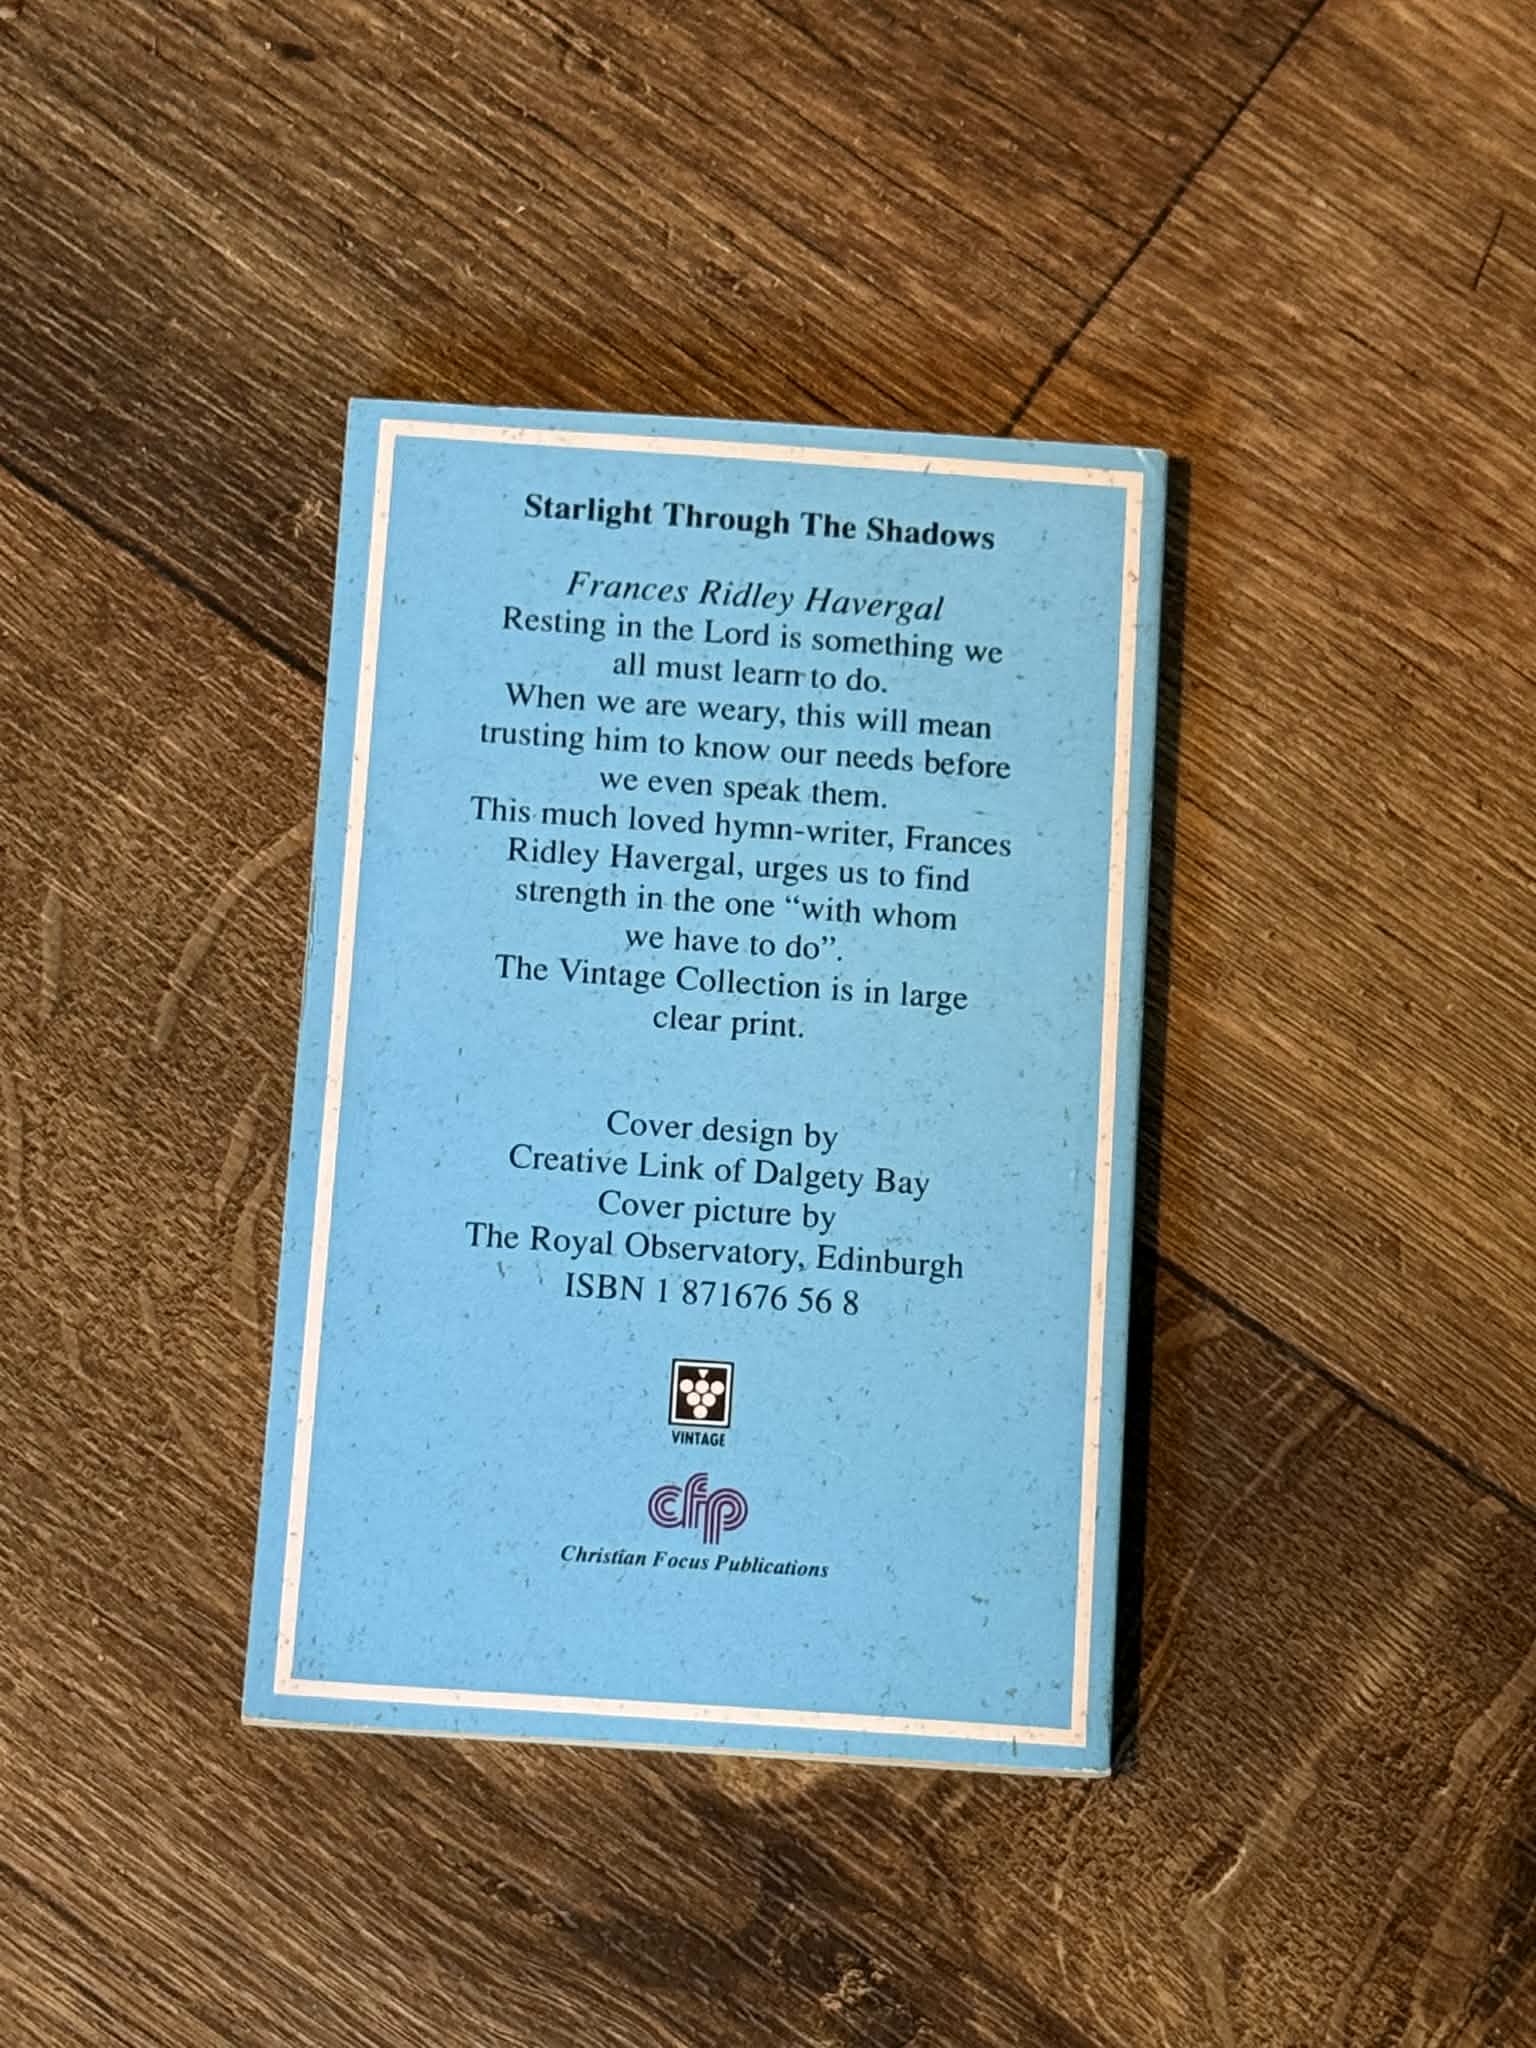 Starlight Through The Shadows
Frances Ridley Havergal
Resting in the Lord is something we
all must learn to do.
When we are weary, this will mean
trusting him to know our needs before
we even speak them.
This much loved hymn-writer, Frances
Ridley Havergal, urges us to find
strength in the one “with whom
we have to do”.
The Vintage Collection is in large
clear print.
Cover design by
Creative Link of Dalgety Bay
Cover picture by
The Royal Observatory, Edinburgh
ISBN 1 871676 56 8
VINTAGE
cfp
Christian Focus Publications